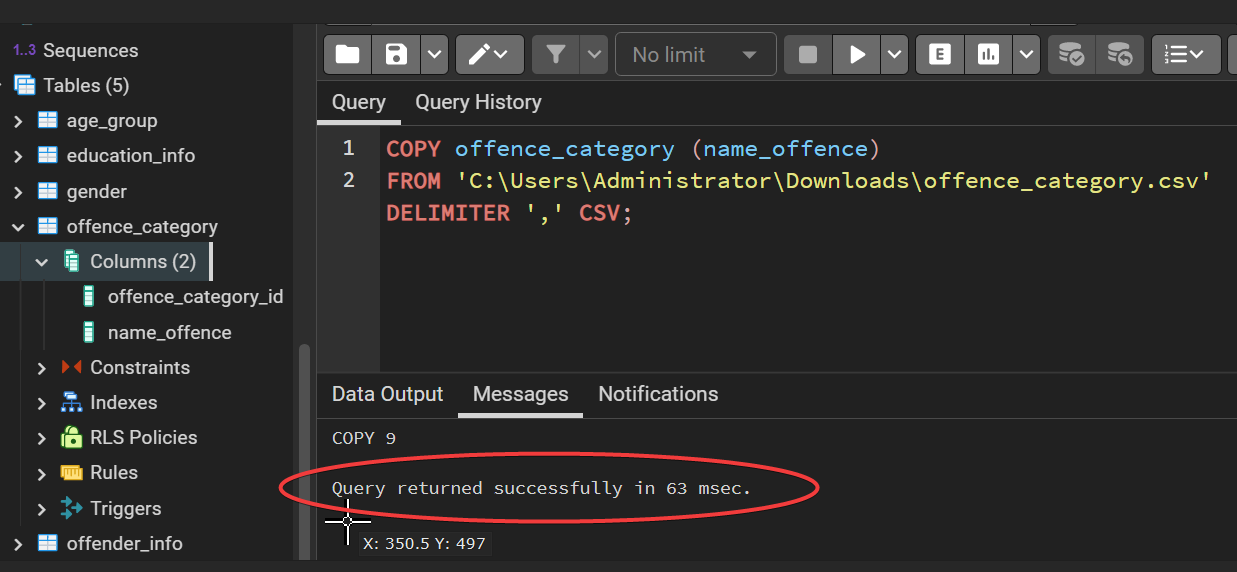 1..3 Sequences
Tables (5)
age_group
education_info
gender
offence_category
Columns (2)
offence_category_id
name_offence
Constraints
Indexes
RLS Policies
Rules
Triggers
offender_info
No limit
E
Query Query History
1 COPY offence_category (name_offence)
2 FROM 'C:\Users\Administrator\Downloads\offence_category.csv'
DELIMITER ',' CSV;
Data Output Messages Notifications
COPY 9
Query returned successfully in 63 msec.
X: 350.5 Y: 497